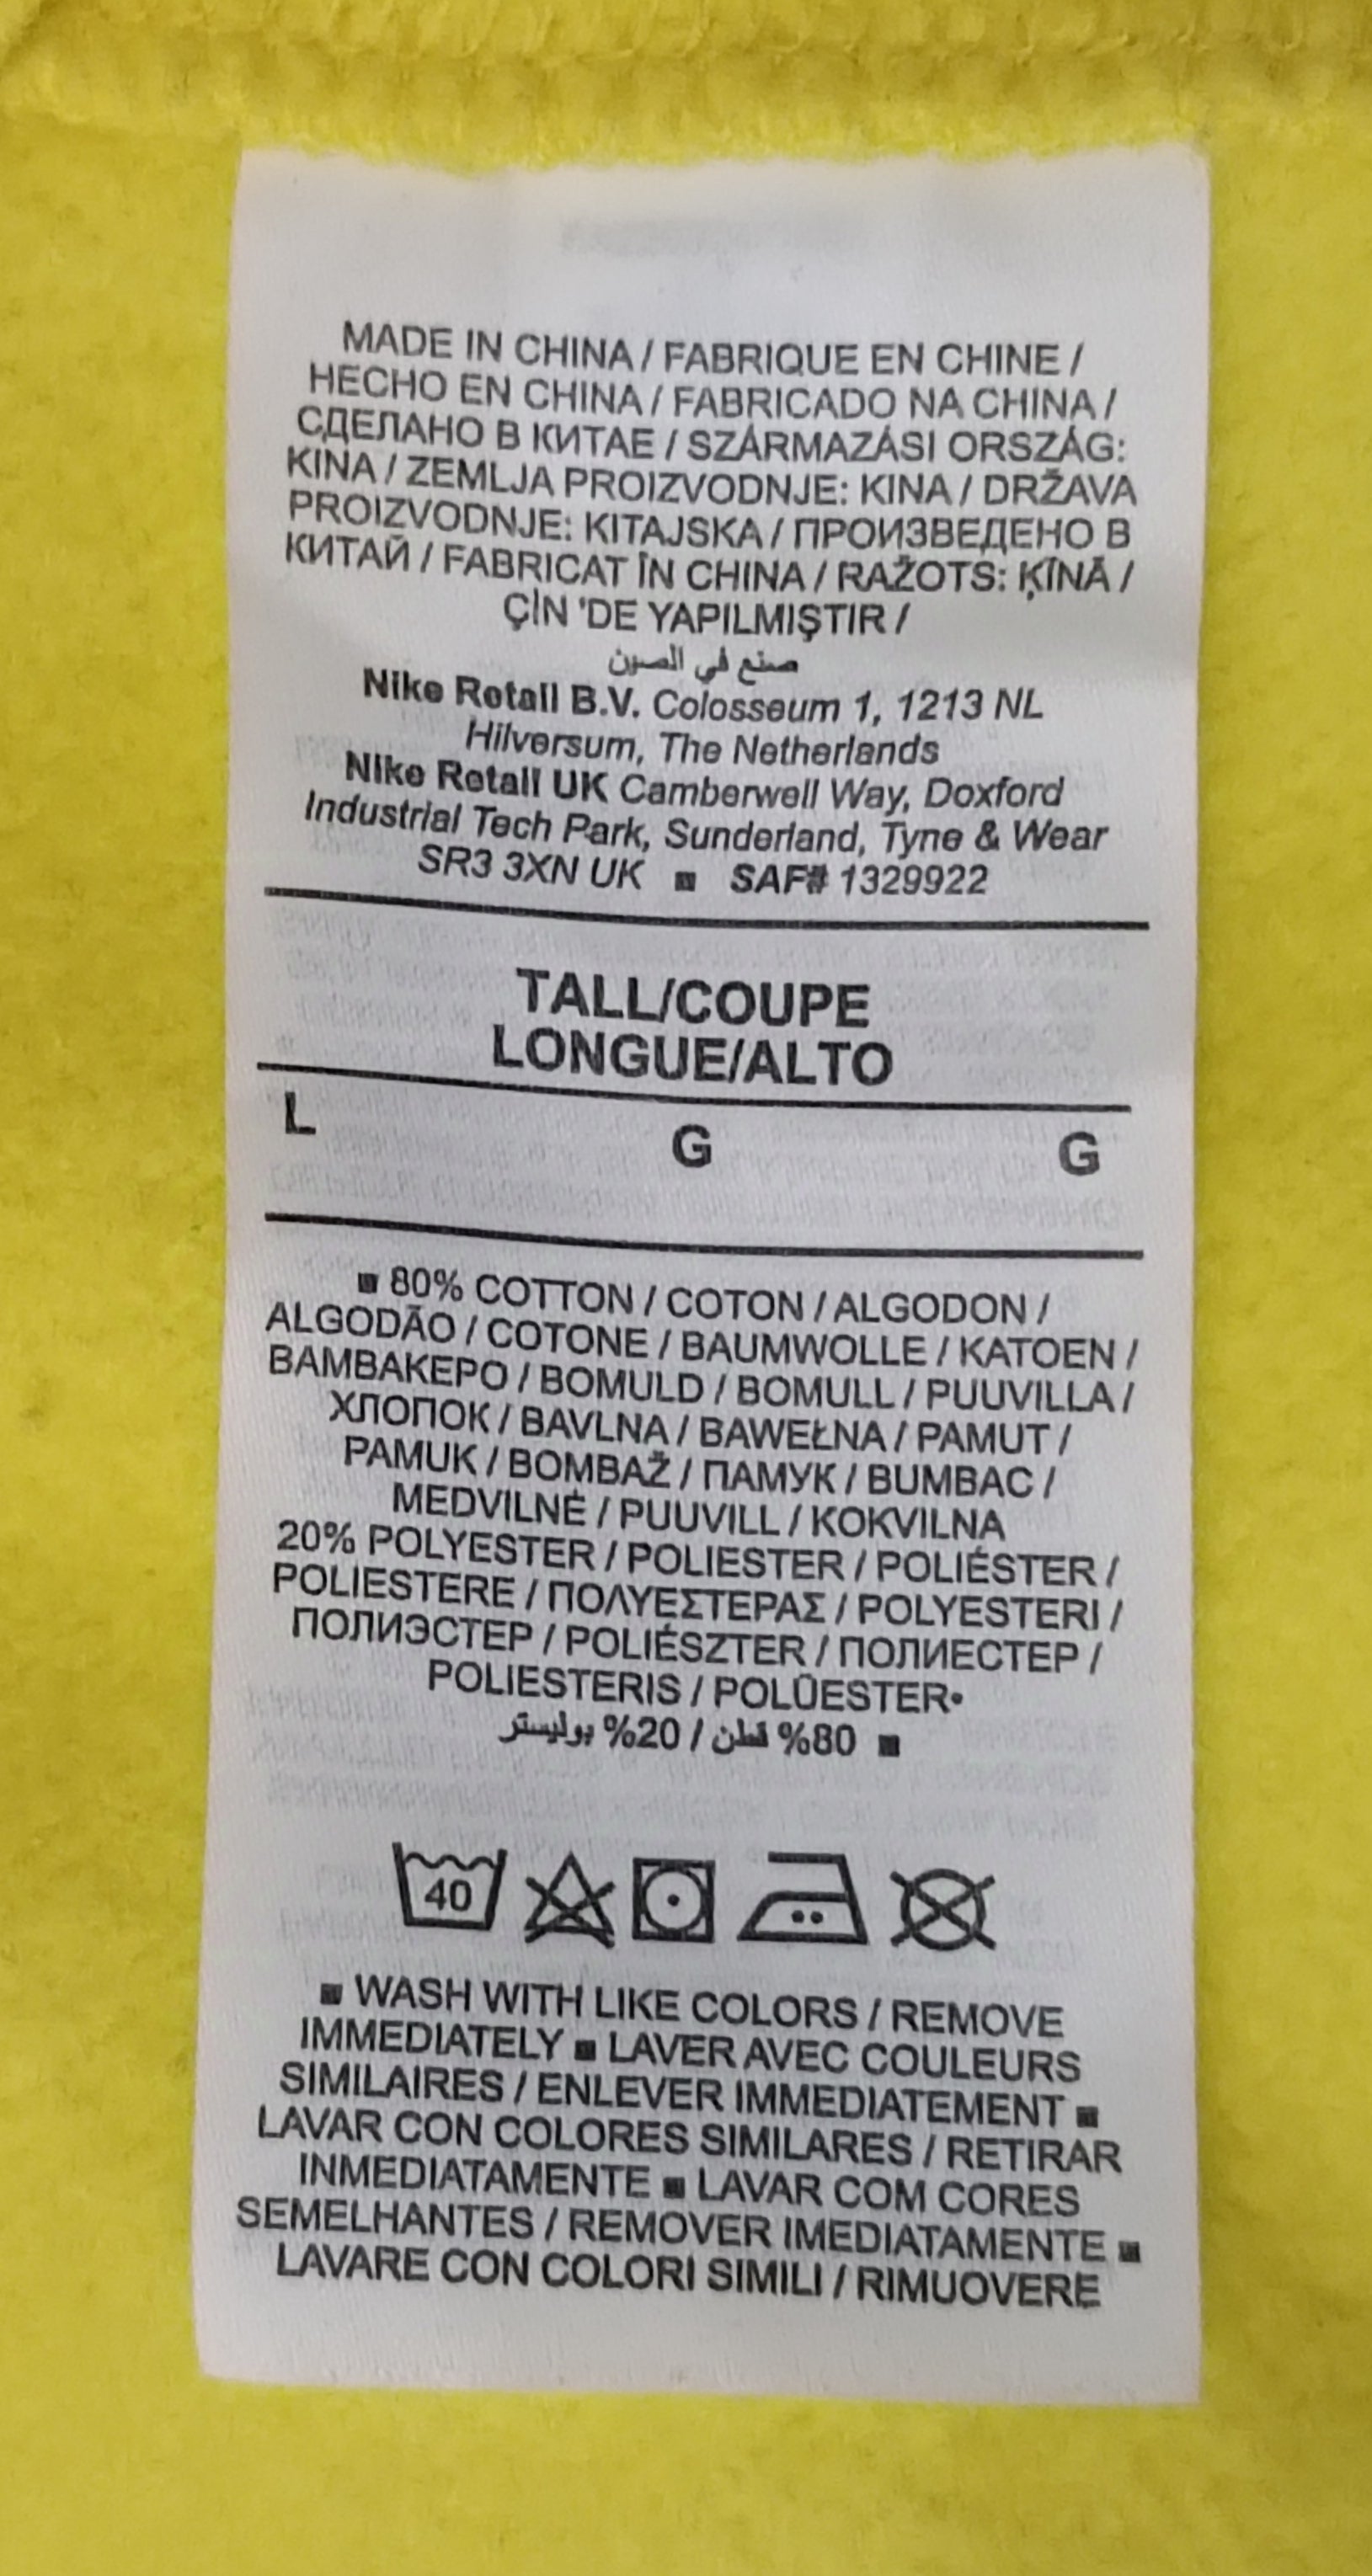 MADE IN CHINA / FABRIQUE EN CHINE /
HECHO EN CHINA / FABRICADO NA CHINA /
СДЕЛАНО В КИТАЕ / SZÁRMAZÁSI ORSZÁG:
KINA / ZEMLJA PROIZVODNJE: KINA / DRŽAVA
PROIZVODNJE: KITAJSKA / ПРОИЗВЕДЕНО В
КИТАЙ / FABRICAT ÎN CHINA / RAŽOTS: ĶĪNĀ /
ÇİN 'DE YAPILMIŞTIR /
صنع في الصين
Nike Retail B.V. Colosseum 1, 1213 NL
Hilversum, The Netherlands
Nike Retail UK Camberwell Way, Doxford
Industrial Tech Park, Sunderland, Tyne & Wear
SR3 3XN UK ■ SAF# 1329922
TALL/COUPE
LONGUE/ALTO
L G G
■ 80% COTTON / COTON / ALGODON /
ALGODÃO / COTONE / BAUMWOLLE / KATOEN /
ΒΑΜΒΑΚΕΡΟ / BOMULD / BOMULL / PUUVILLA /
ХЛОПОК / BAVLNA / BAWEŁNA / PAMUT /
PAMUK / BOMBAŽ / ПАМУК / BUMBAC /
MEDVILNĖ / PUUVILL / KOKVILNA
20% POLYESTER / POLIESTER / POLIÉSTER /
POLIESTERE / ΠΟΛΥΕΣΤΕΡΑΣ / POLYESTERI /
ПОЛИЭСТЕР / POLIÉSZTER / ПОЛИЕСТЕР /
POLIESTERIS / POLÜESTER•
■ 80% قطن / 20% بوليستر
40
■ WASH WITH LIKE COLORS / REMOVE
IMMEDIATELY ■ LAVER AVEC COULEURS
SIMILAIRES / ENLEVER IMMEDIATEMENT ■
LAVAR CON COLORES SIMILARES / RETIRAR
INMEDIATAMENTE ■ LAVAR COM CORES
SEMELHANTES / REMOVER IMEDIATAMENTE ■
LAVARE CON COLORI SIMILI / RIMUOVERE